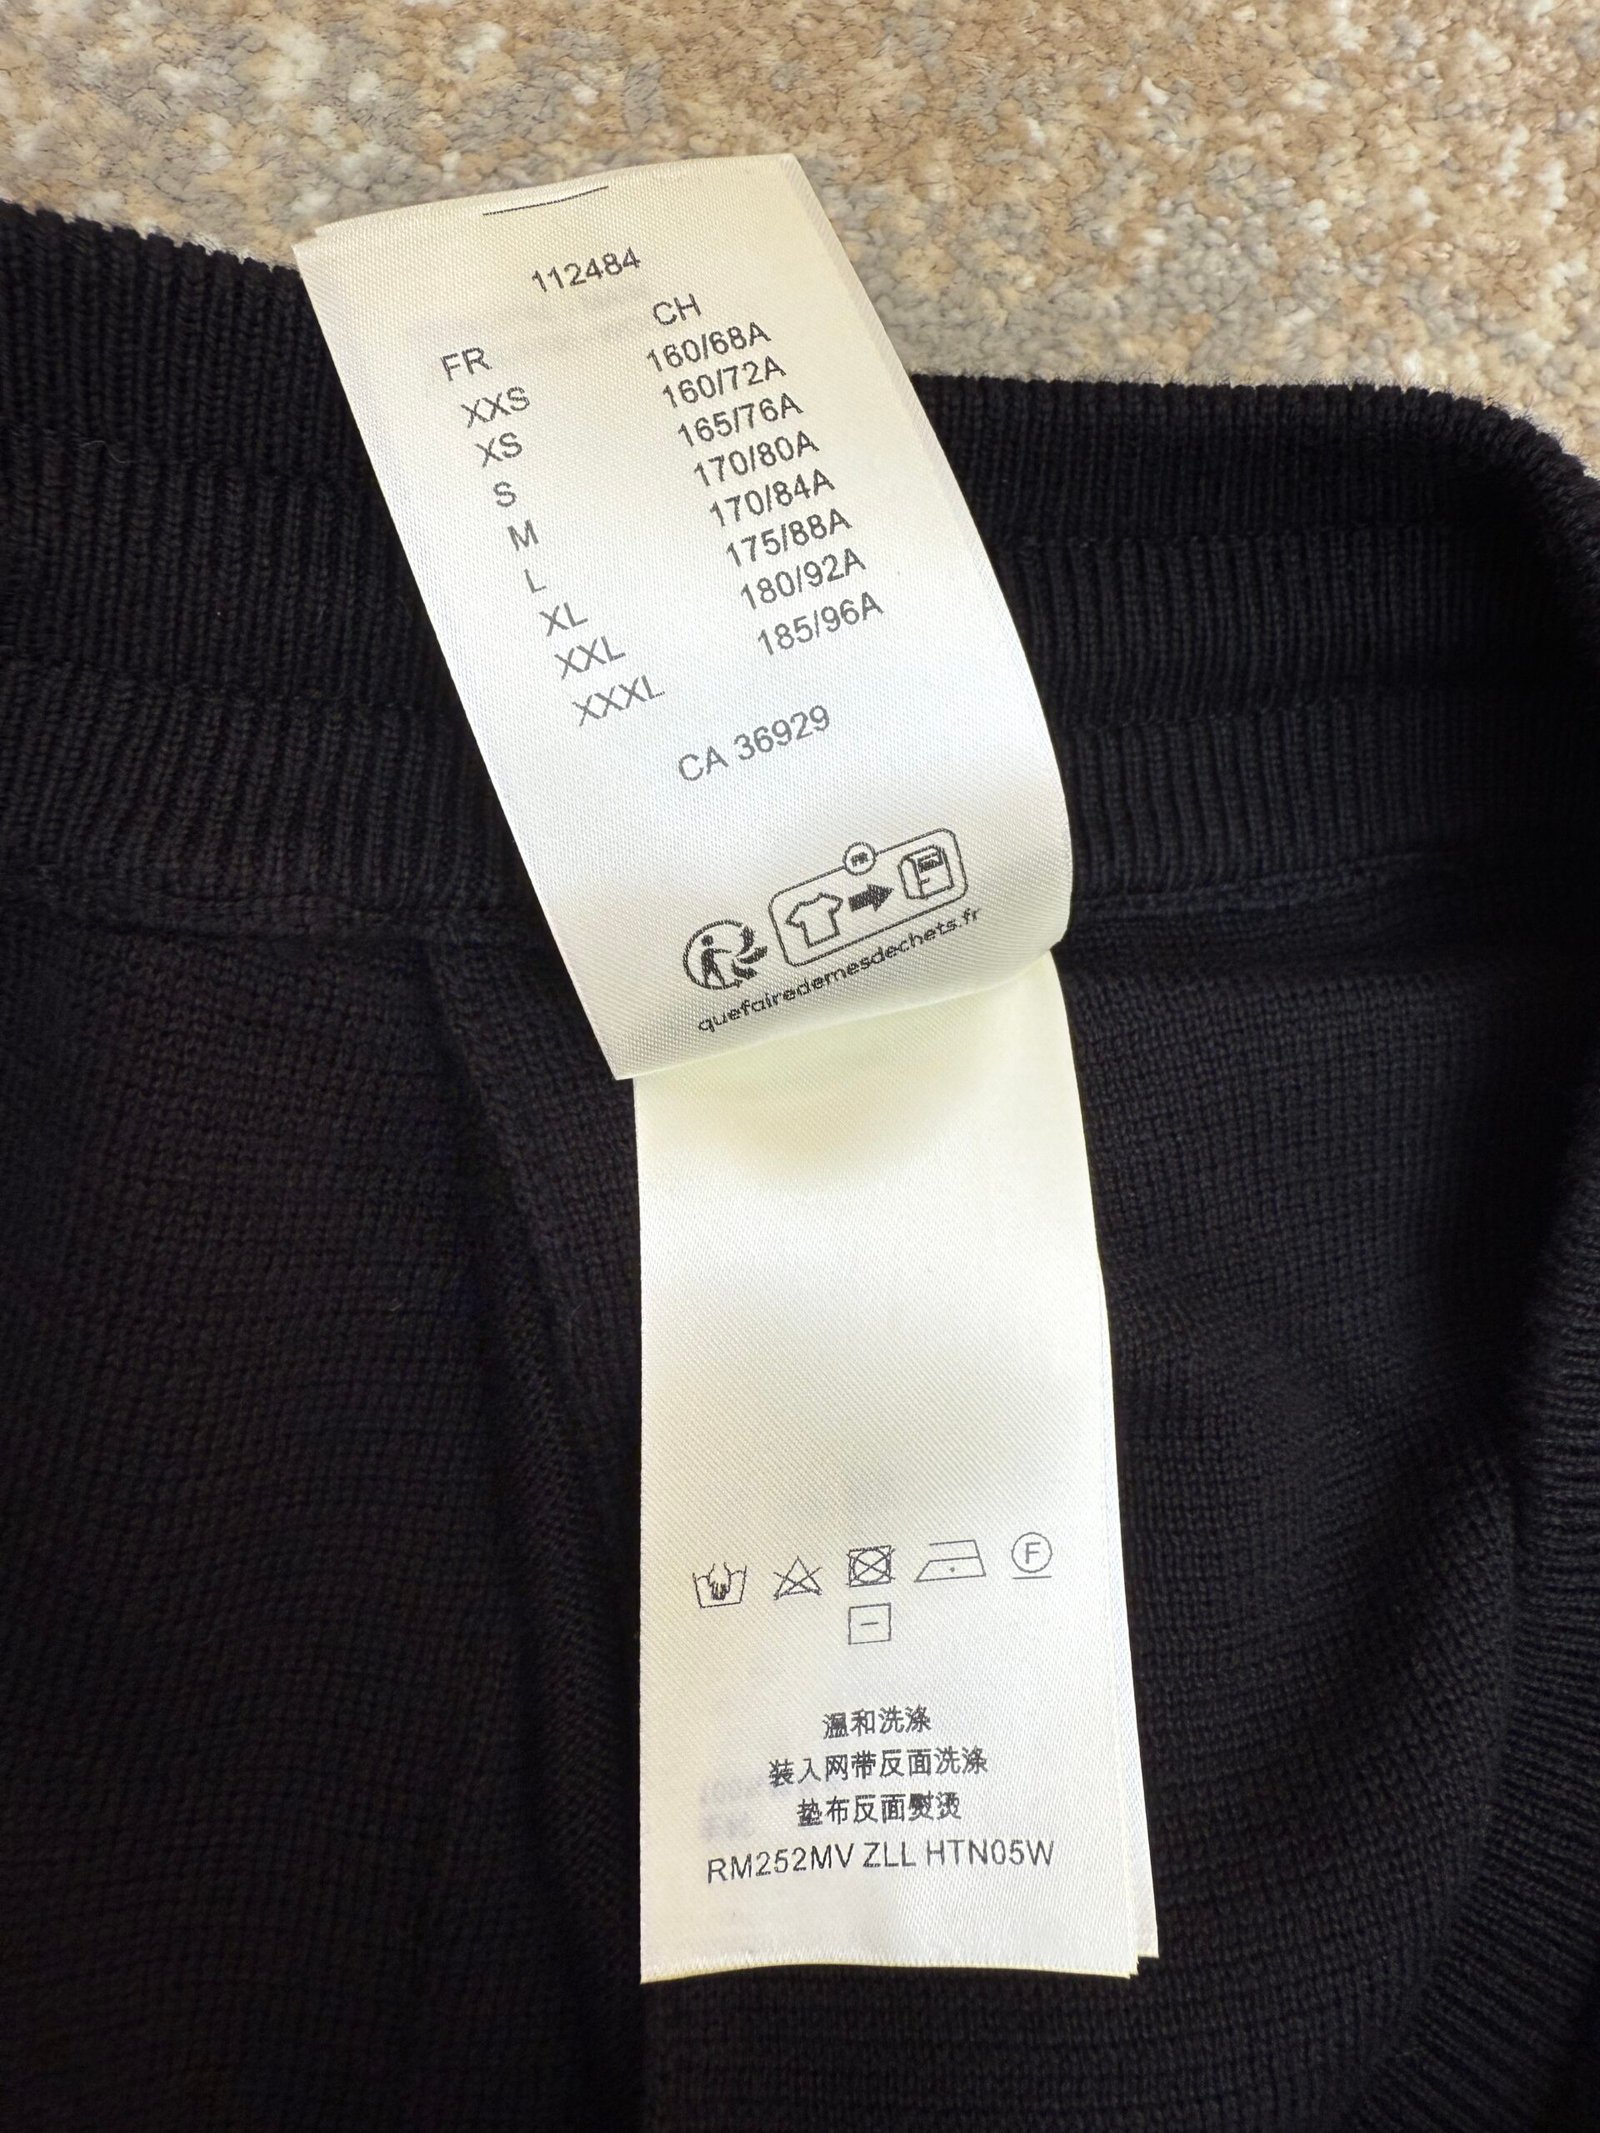 112484
FR CH
XXS 160/68A
XS 160/72A
S 165/76A
M 170/80A
L 170/84A
XL 175/88A
XXL 180/92A
XXXL 185/96A
CA 36929
FR
quefairedemesdechets.fr
F
温和洗涤
装入网带反面洗涤
垫布反面熨烫
RM252MV ZLL HTN05W